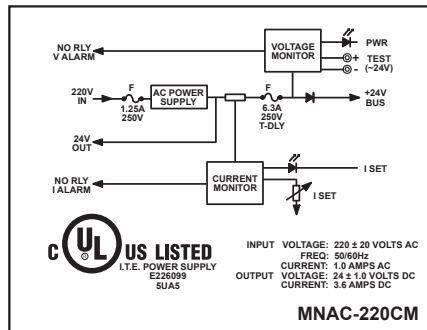 NO RLY
V ALARM
VOLTAGE
MONITOR
PWR
+ TEST
- (~24V)
220V
IN
F
1.25A
250V
AC POWER
SUPPLY
F
6.3A
250V
T-DLY
+24V
BUS
24V
OUT
NO RLY
I ALARM
CURRENT
MONITOR
I SET
I SET
C UL US LISTED
®
I.T.E. POWER SUPPLY
E226099
5UA5
INPUT VOLTAGE: 220 ± 20 VOLTS AC
FREQ: 50/60Hz
CURRENT: 1.0 AMPS AC
OUTPUT VOLTAGE: 24 ± 1.0 VOLTS DC
CURRENT: 3.6 AMPS DC
MNAC-220CM